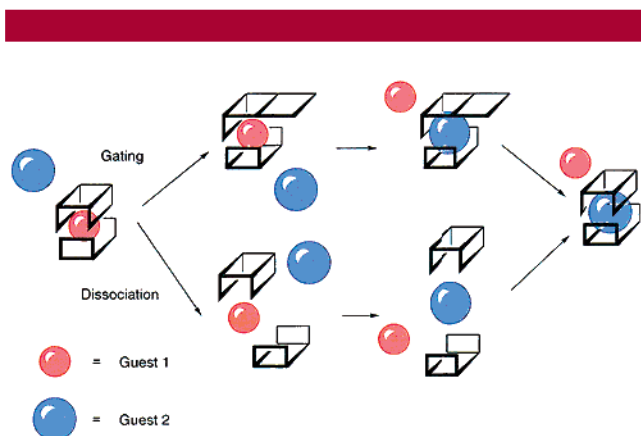 Gating
Dissociation
= Guest 1
= Guest 2